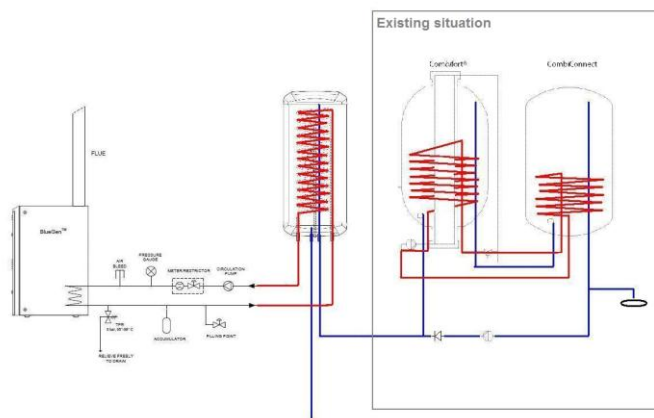 Existing situation
Comfort®
CombiConnect
FLUE
BlueGen™
AIR
BLEED
PRESSURE
GAUGE
METER/RESTRICTOR
CIRCULATION
PUMP
ACCUMULATOR
FILLING POINT
RELIEVE FREELY
TO DRAIN